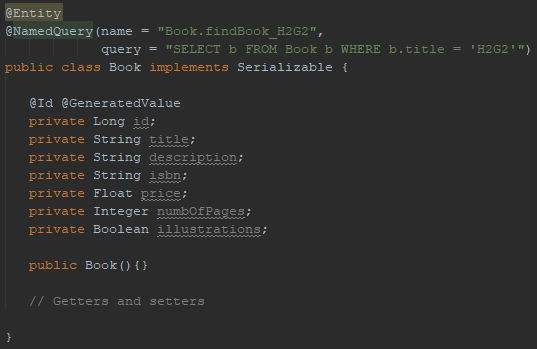 @Entity
@NamedQuery(name = "Book.findBook_H2G2",
query = "SELECT b FROM Book b WHERE b.title = 'H2G2'")
public class Book implements Serializable {
@Id @GeneratedValue
private Long id;
private String title;
private String description;
private String isbn;
private Float price;
private Integer numbOfPages;
private Boolean illustrations;
public Book(){}
// Getters and setters
}